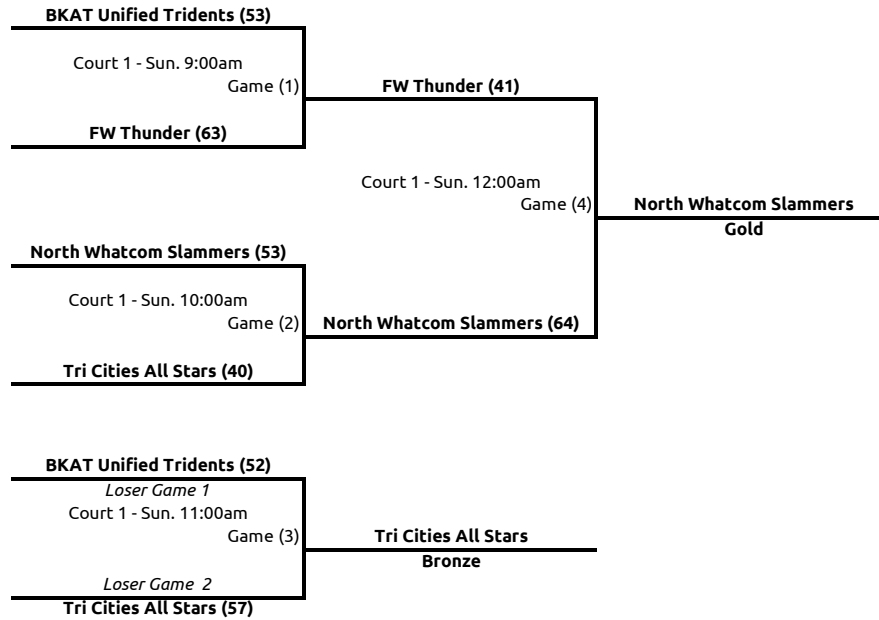 BKAT Unified Tridents (53)
Court 1 - Sun. 9:00am
Game (1)
FW Thunder (41)
FW Thunder (63)
Court 1 - Sun. 12:00am
Game (4)
North Whatcom Slammers
Gold
North Whatcom Slammers (53)
Court 1 - Sun. 10:00am
Game (2)
North Whatcom Slammers (64)
Tri Cities All Stars (40)
BKAT Unified Tridents (52)
Loser Game 1
Court 1 - Sun. 11:00am
Game (3)
Tri Cities All Stars
Bronze
Loser Game  2
Tri Cities All Stars (57)